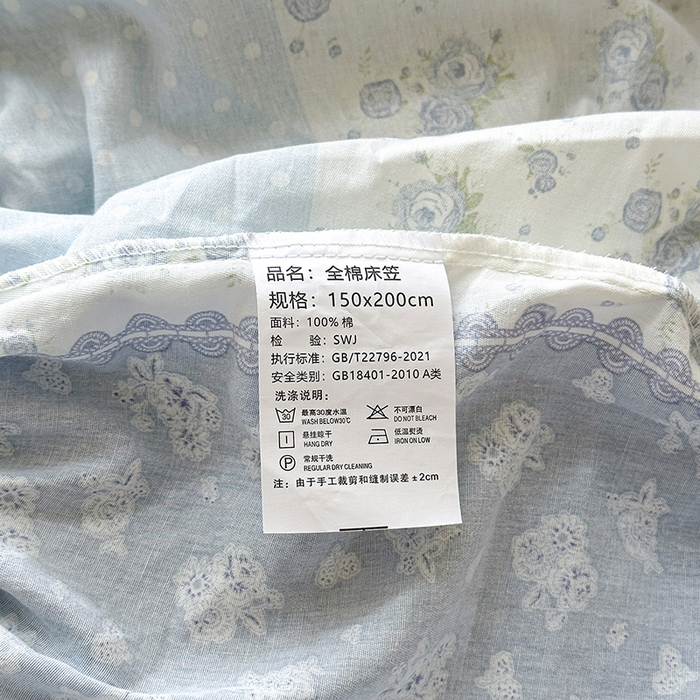 品名：全棉床笠
规格：150x200cm
面料：100% 棉
检　　验：SWJ
执行标准：GB/T22796-2021
安全类别：GB18401-2010 A类
洗涤说明：
30 最高30度水温 不可漂白
WASH BELOW30℃ DO NOT BLEACH
悬挂晾干 低温熨烫
HANG DRY IRON ON LOW
P 常规干洗
REGULAR DRY CLEANING
注：由于手工裁剪和缝制误差±2cm